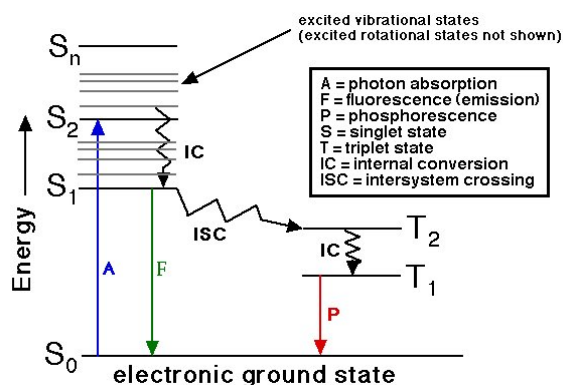 excited vibrational states
(excited rotational states not shown)
Sn
A = photon absorption
F = fluorescence (emission)
P = phosphorescence
S = singlet state
T = triplet state
IC = internal conversion
ISC = intersystem crossing
S2
IC
S1
Energy
ISC
T2
IC
T1
A
F
P
S0
electronic ground state